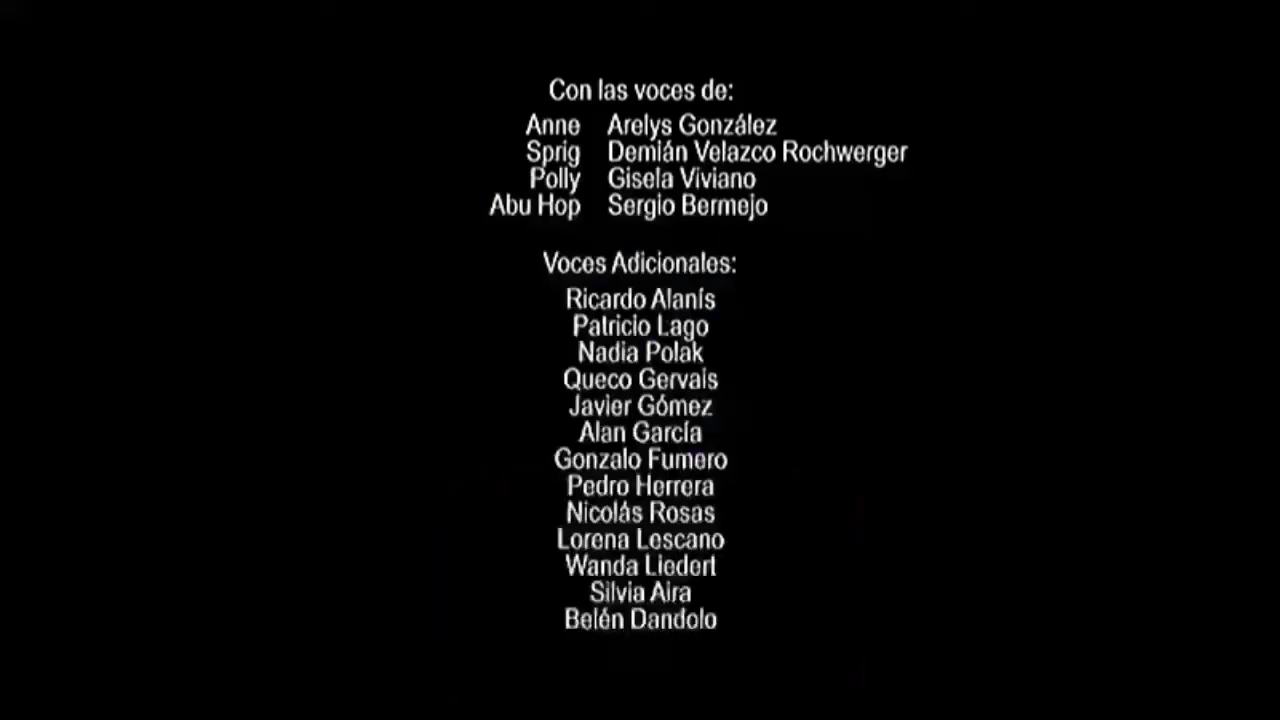 Con las voces de:
Anne Arelys González
Sprig Demián Velazco Rochwerger
Polly Gisela Viviano
Abu Hop Sergio Bermejo
Voces Adicionales:
Ricardo Alanís
Patricio Lago
Nadia Polak
Queco Gervais
Javier Gómez
Alan García
Gonzalo Fumero
Pedro Herrera
Nicolás Rosas
Lorena Lescano
Wanda Liedert
Silvia Aira
Belén Dandolo